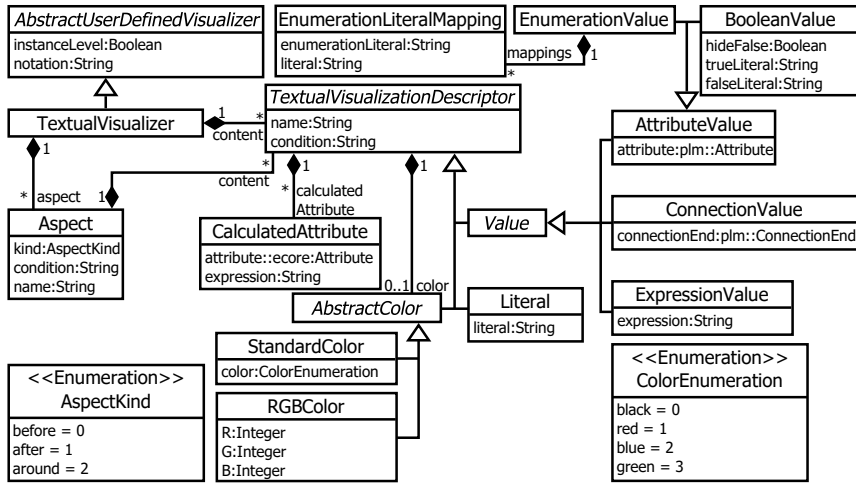 AbstractUserDefinedVisualizer
instanceLevel:Boolean
notation:String
EnumerationLiteralMapping
enumerationLiteral:String
literal:String
mappings
*
1
EnumerationValue
BooleanValue
hideFalse:Boolean
trueLiteral:String
falseLiteral:String
TextualVisualizer
1
content
*
1
TextualVisualizationDescriptor
name:String
condition:String
AttributeValue
attribute:plm::Attribute
* aspect
1
*
content
1
* calculated
Attribute
1
Aspect
kind:AspectKind
condition:String
name:String
CalculatedAttribute
attribute::ecore:Attribute
expression:String
Value
ConnectionValue
connectionEnd:plm::ConnectionEnd
0..1 color
AbstractColor
Literal
literal:String
ExpressionValue
expression:String
StandardColor
color:ColorEnumeration
<<Enumeration>>
AspectKind
before = 0
after = 1
around = 2
RGBColor
R:Integer
G:Integer
B:Integer
<<Enumeration>>
ColorEnumeration
black = 0
red = 1
blue = 2
green = 3